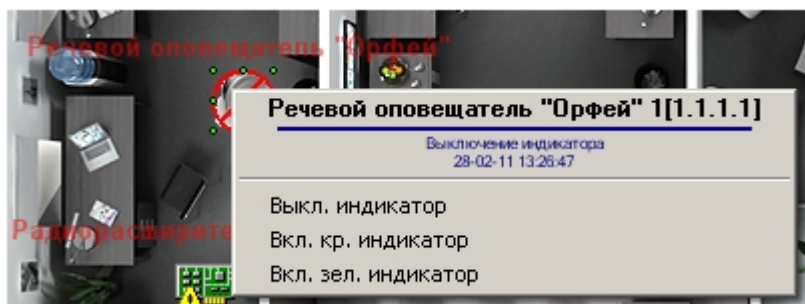 Речевой оповещатель "Орфей"
Речевой оповещатель "Орфей" 1[1.1.1.1]
Выключение индикатора
28-02-11 13:26:47
Выкл. индикатор
Вкл. кр. индикатор
Вкл. зел. индикатор